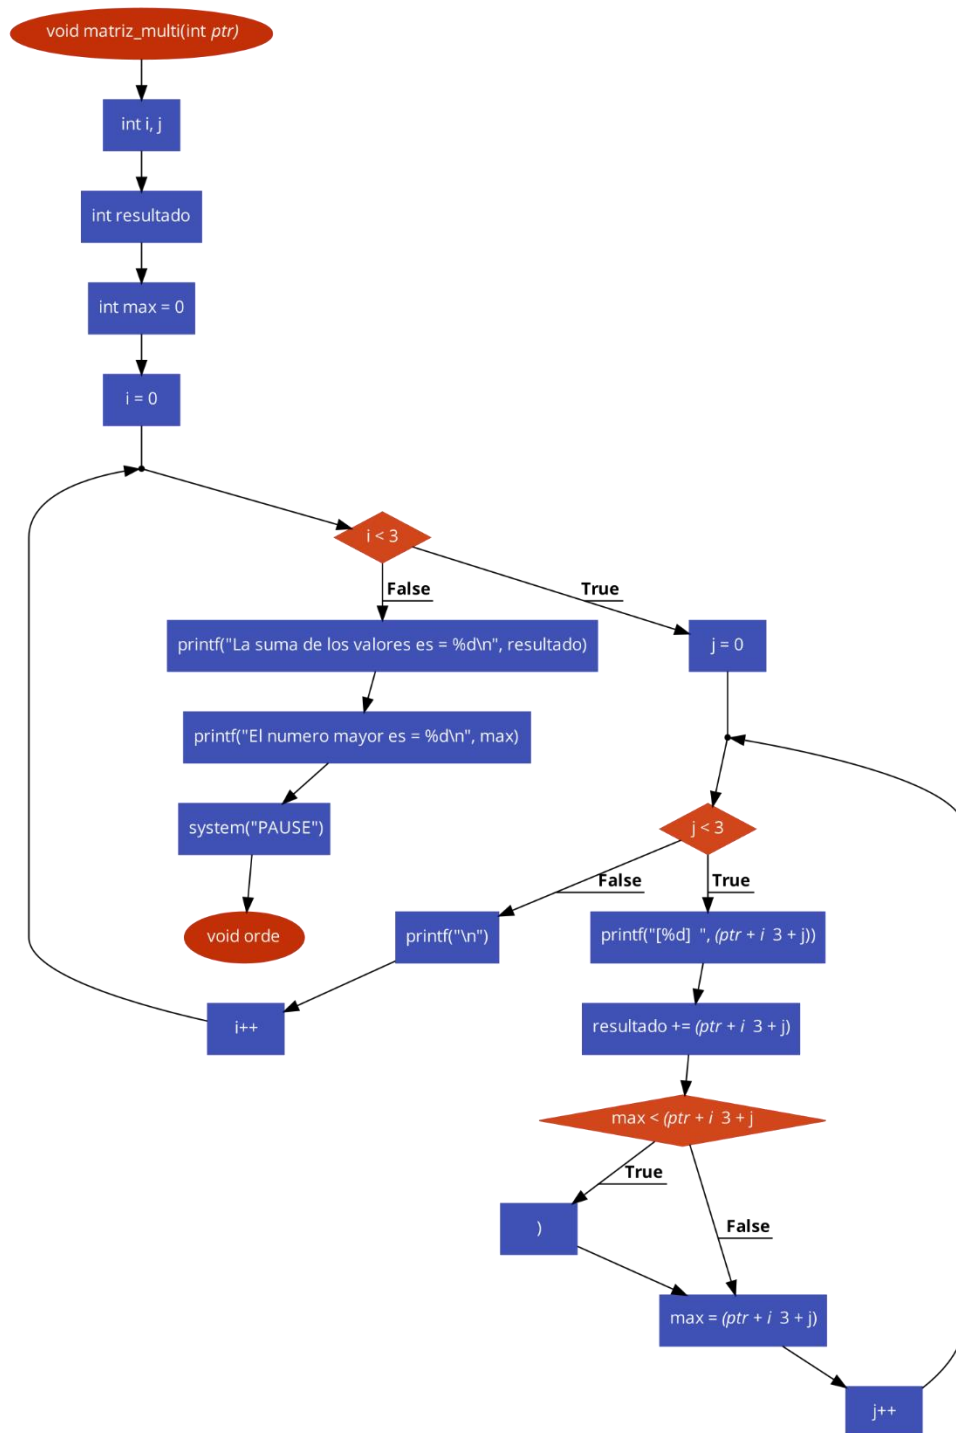 void matriz_multi(int ptr)
int i, j
int resultado
int max = 0
i = 0
i < 3
False
True
printf("La suma de los valores es = %d\n", resultado)
j = 0
printf("El numero mayor es = %d\n", max)
system("PAUSE")
j < 3
False
True
void orde
printf("\n")
printf("[%d]  ", (ptr + i  3 + j))
i++
resultado += (ptr + i  3 + j)
max < (ptr + i  3 + j
True
)
False
max = (ptr + i  3 + j)
j++